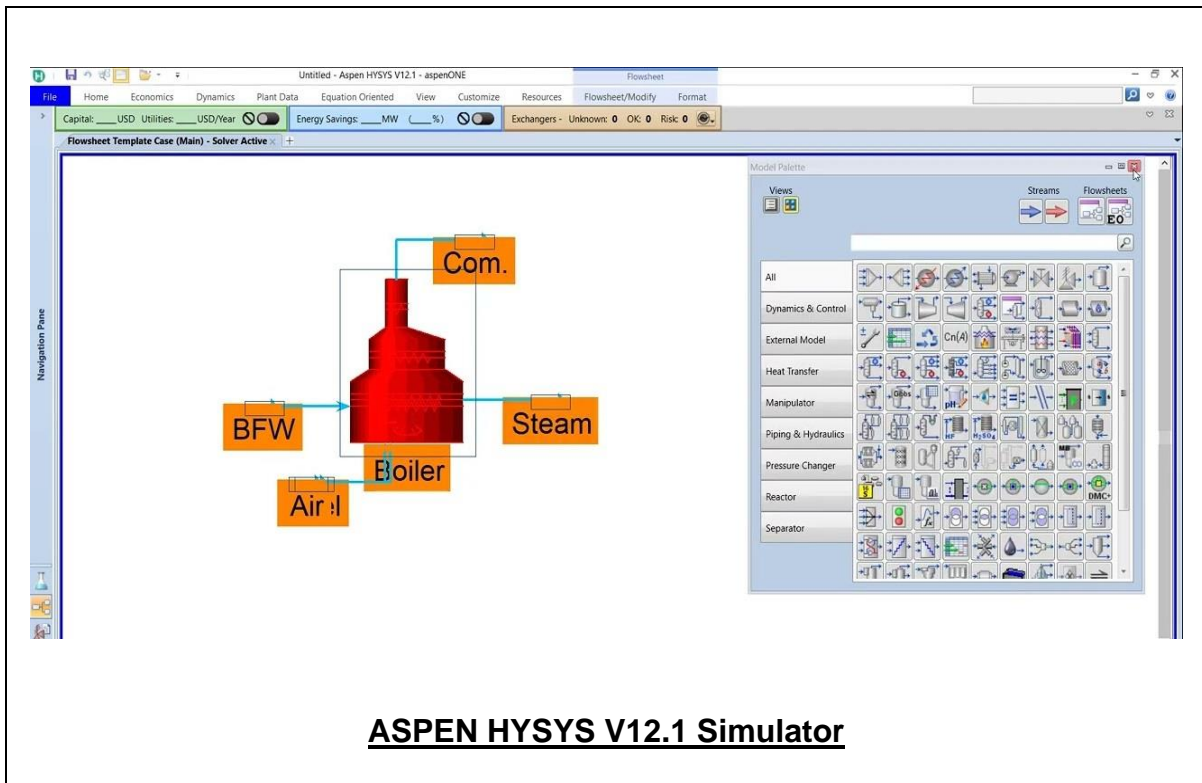 Untitled - Aspen HYSYS V12.1 - aspenONE
Flowsheet
File Home Economics Dynamics Plant Data Equation Oriented View Customize Resources Flowsheet/Modify Format
Capital: ____USD Utilities: ____USD/Year Energy Savings: ____MW (____%) Exchangers - Unknown: 0 OK: 0 Risk: 0
Flowsheet Template Case (Main) - Solver Active
Navigation Pane
Model Palette
Views Streams Flowsheets
EO
All
Dynamics & Control
External Model
Cn(A)
Heat Transfer
Manipulator
pH
Piping & Hydraulics
HF H2SO4
Pressure Changer
Reactor
DMC+
Separator
Com.
BFW
Steam
Boiler
Air
ASPEN HYSYS V12.1 Simulator